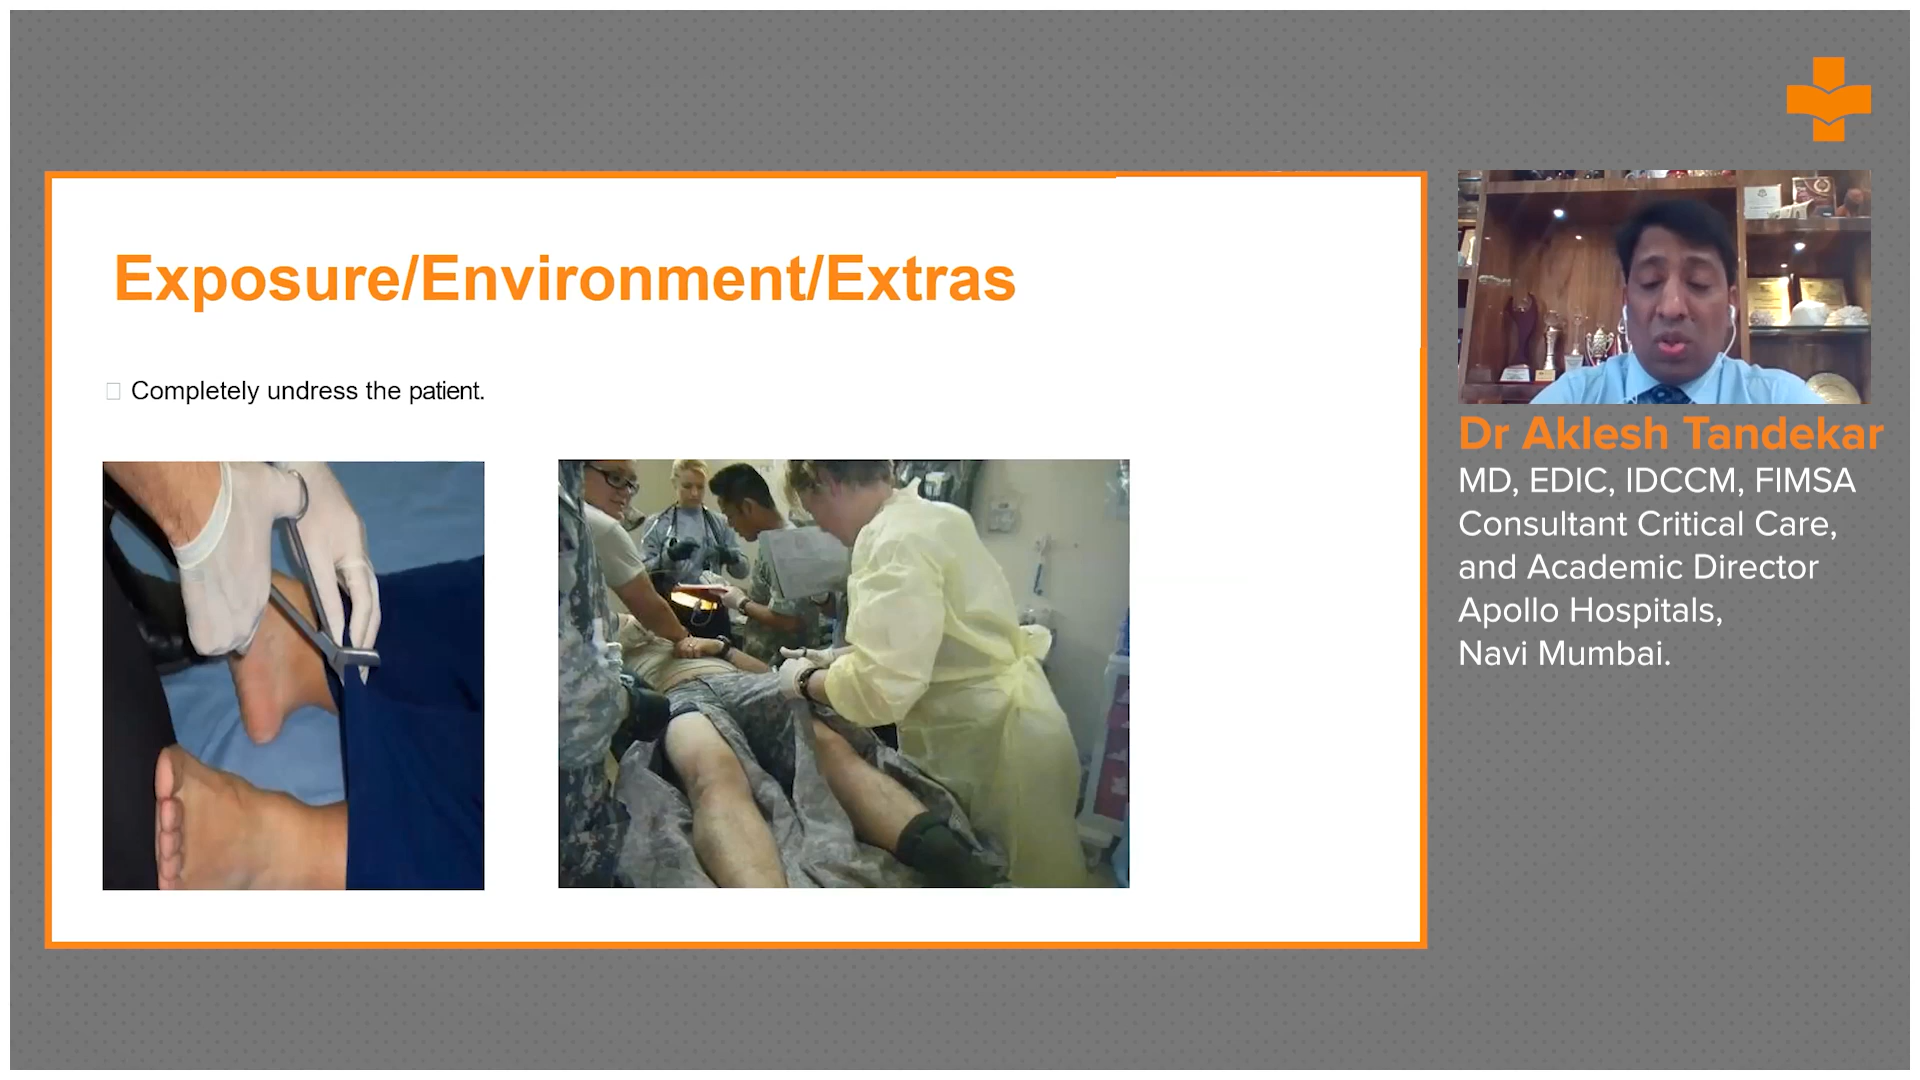 Exposure/Environment/Extras
Completely undress the patient.
Dr Aklesh Tandekar
MD, EDIC, IDCCM, FIMSA
Consultant Critical Care,
and Academic Director
Apollo Hospitals,
Navi Mumbai.